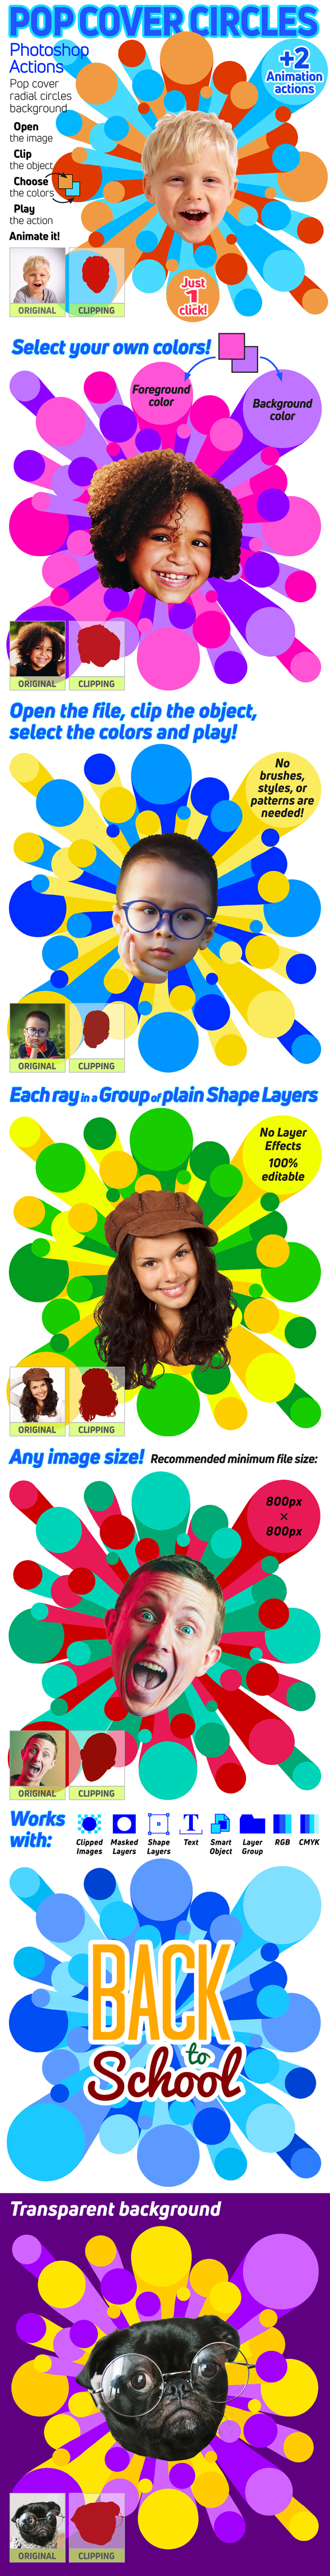 POP COVER CIRCLES
Photoshop
Actions
+2
Animation
actions
Pop cover
radial circles
background
Open
the image
Clip
the object
Choose
the colors
Play
the action
Animate it!
Just
1
click!
ORIGINAL
CLIPPING
Select your own colors!
Foreground
color
Background
color
ORIGINAL
CLIPPING
Open the file, clip the object,
select the colors and play!
No
brushes,
styles, or
patterns are
needed!
ORIGINAL
CLIPPING
Each ray in a Group of plain Shape Layers
No Layer
Effects
100%
editable
ORIGINAL
CLIPPING
Any image size! Recommended minimum file size:
800px
×
800px
ORIGINAL
CLIPPING
Works
with:
T
Clipped
Images
Masked
Layers
Shape
Layers
Text
Smart
Object
Layer
Group
RGB
CMYK
BACK
to
School
Transparent background
ORIGINAL
CLIPPING